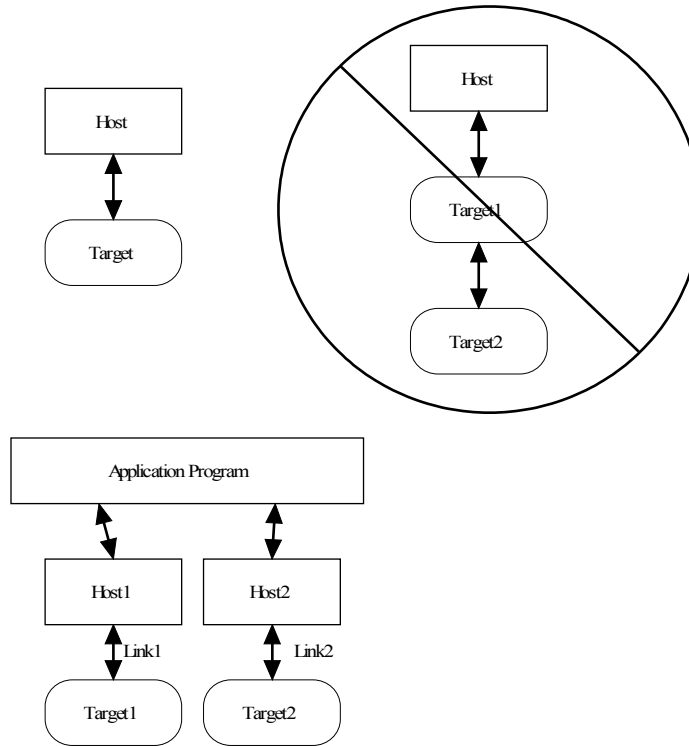 Host
Target
Host
Target1
Target2
Application Program
Host1
Host2
Link1
Link2
Target1
Target2